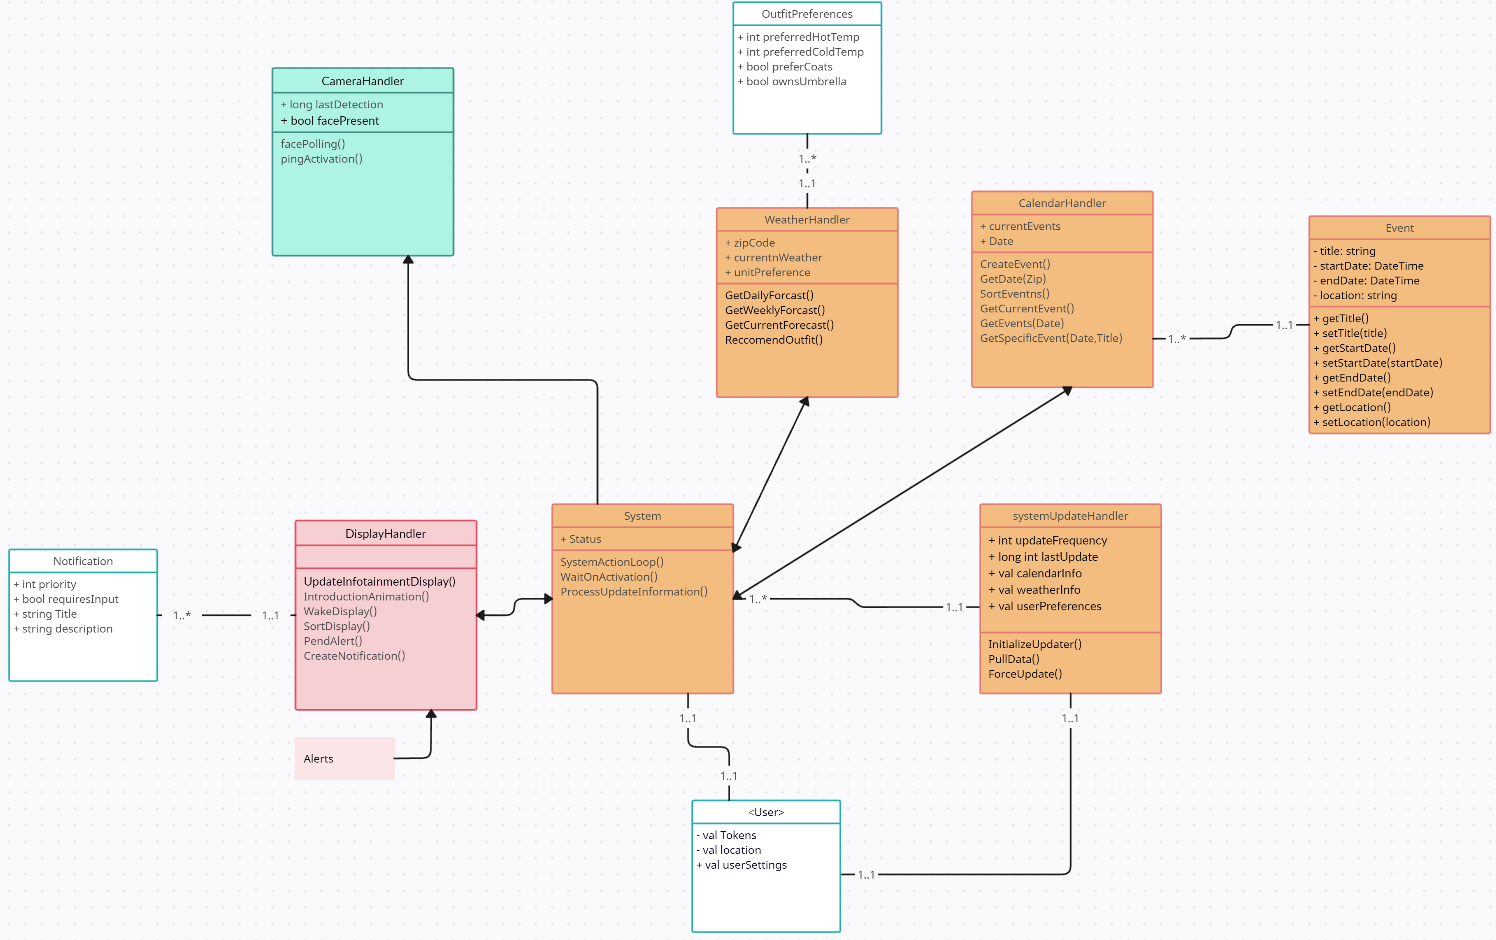 OutfitPreferences
+ int preferredHotTemp
+ int preferredColdTemp
+ bool preferCoats
+ bool ownsUmbrella
CameraHandler
+ long lastDetection
+ bool facePresent
facePolling()
pingActivation()
1..*
1..1
WeatherHandler
+ zipCode
+ currentnWeather
+ unitPreference
GetDailyForcast()
GetWeeklyForcast()
GetCurrentForecast()
ReccomendOutfit()
CalendarHandler
+ currentEvents
+ Date
CreateEvent()
GetDate(Zip)
SortEventns()
GetCurrentEvent()
GetEvents(Date)
GetSpecificEvent(Date,Title)
1..*
1..1
Event
- title: string
- startDate: DateTime
- endDate: DateTime
- location: string
+ getTitle()
+ setTitle(title)
+ getStartDate()
+ setStartDate(startDate)
+ getEndDate()
+ setEndDate(endDate)
+ getLocation()
+ setLocation(location)
Notification
+ int priority
+ bool requiresInput
+ string Title
+ string description
1..*
1..1
DisplayHandler
UpdateInfotainmentDisplay()
IntroductionAnimation()
WakeDisplay()
SortDisplay()
PendAlert()
CreateNotification()
System
+ Status
SystemActionLoop()
WaitOnActivation()
ProcessUpdateInformation()
1..*
1..1
systemUpdateHandler
+ int updateFrequency
+ long int lastUpdate
+ val calendarInfo
+ val weatherInfo
+ val userPreferences
InitializeUpdater()
PullData()
ForceUpdate()
Alerts
1..1
1..1
1..1
<User>
- val Tokens
- val location
+ val userSettings
1..1